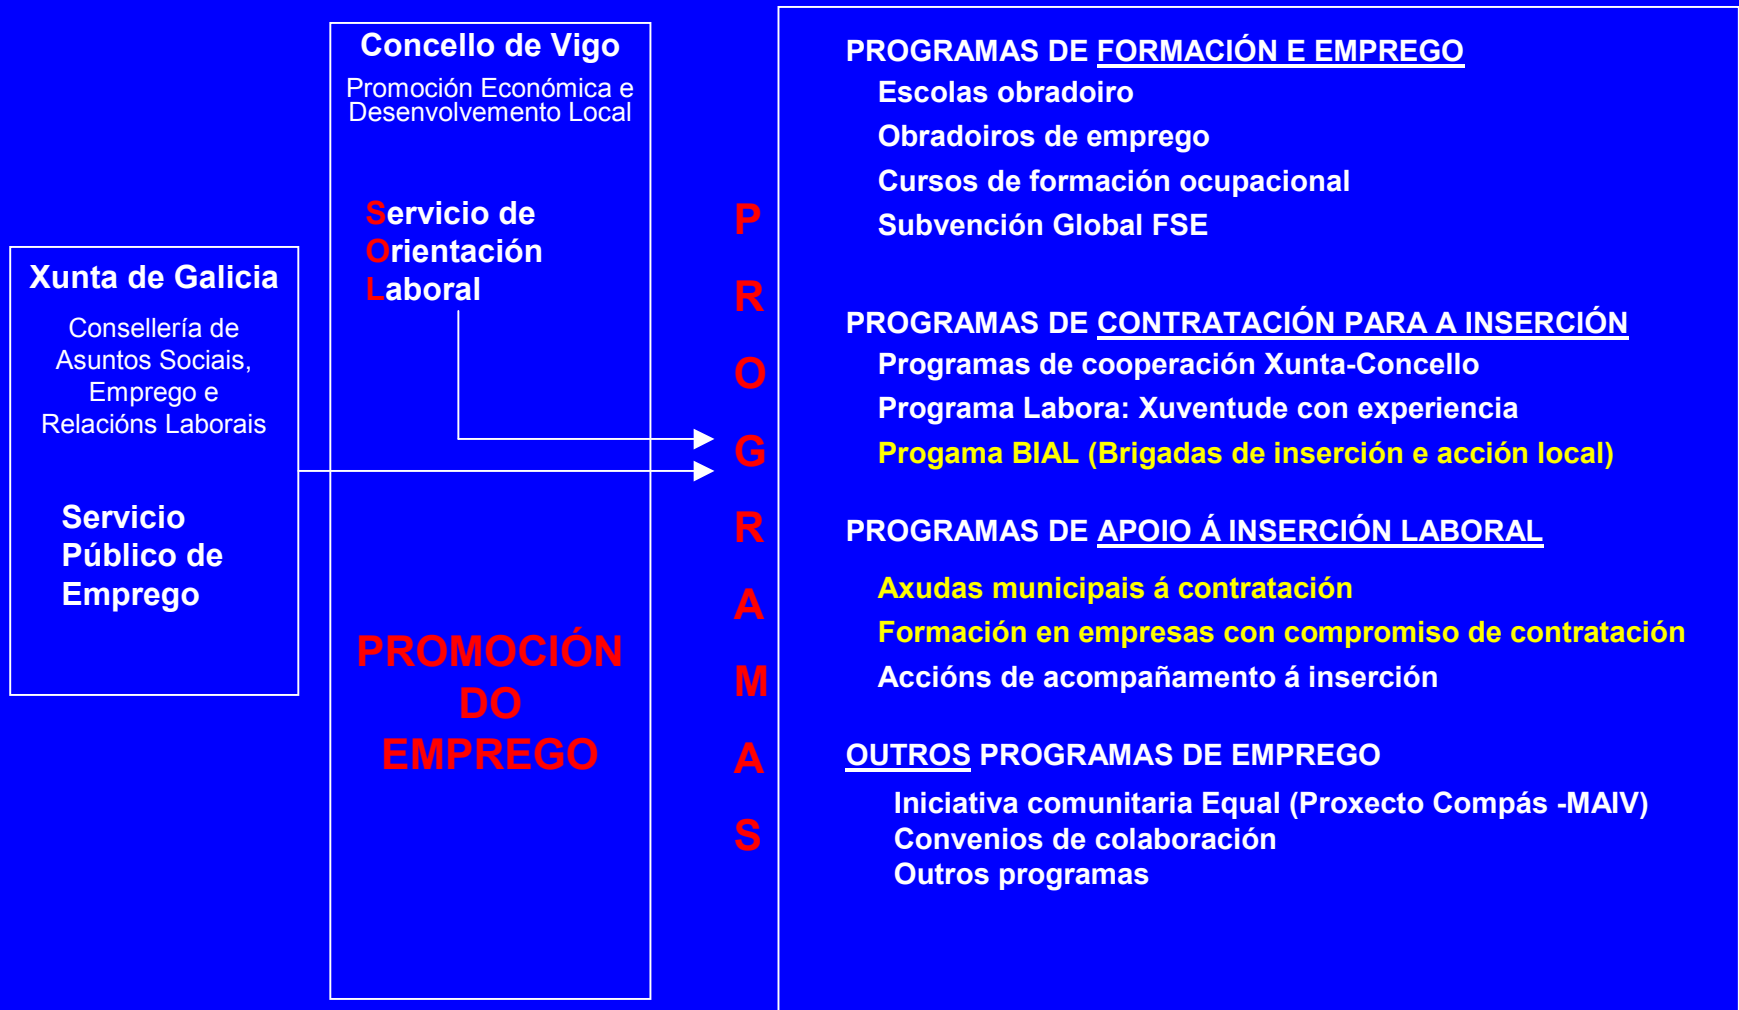 Xunta de Galicia
Consellería de
Asuntos Sociais,
Emprego e
Relacións Laborais
Servicio
Público de
Emprego
Concello de Vigo
Promoción Económica e
Desenvolvemento Local
Servicio de
Orientación
Laboral
PROMOCIÓN
DO
EMPREGO
P
R
O
G
R
A
M
A
S
PROGRAMAS DE FORMACIÓN E EMPREGO
Escolas obradoiro
Obradoiros de emprego
Cursos de formación ocupacional
Subvención Global FSE
PROGRAMAS DE CONTRATACIÓN PARA A INSERCIÓN
Programas de cooperación Xunta-Concello
Programa Labora: Xuventude con experiencia
Progama BIAL (Brigadas de inserción e acción local)
PROGRAMAS DE APOIO Á INSERCIÓN LABORAL
Axudas municipais á contratación
Formación en empresas con compromiso de contratación
Accións de acompañamento á inserción
OUTROS PROGRAMAS DE EMPREGO
Iniciativa comunitaria Equal (Proxecto Compás -MAIV)
Convenios de colaboración
Outros programas